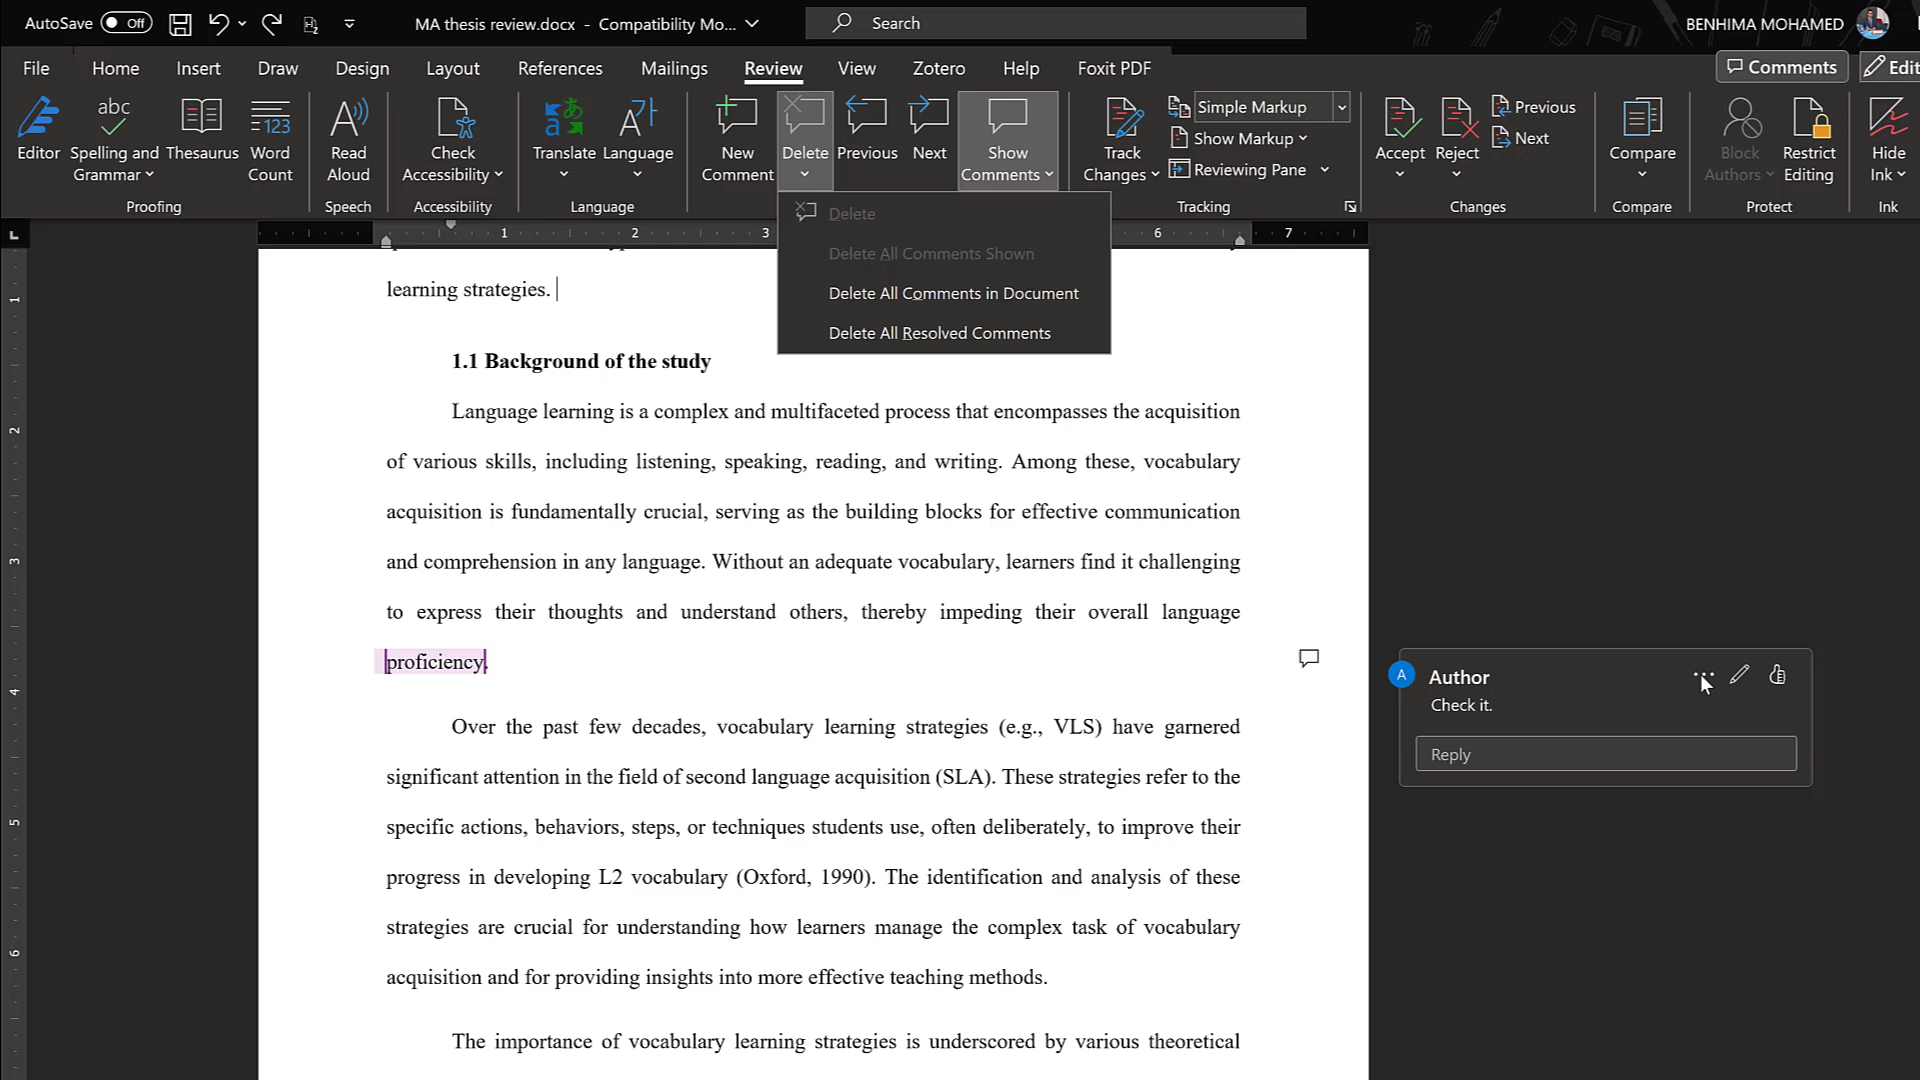 AutoSave Off MA thesis review.docx - Compatibility Mo... Search BENHIMA MOHAMED
File Home Insert Draw Design Layout References Mailings Review View Zotero Help Foxit PDF Comments Edit
Editor
Spelling and Grammar
Thesaurus
Word Count
Read Aloud
Check Accessibility
Translate
Language
New Comment
Delete
Previous
Next
Show Comments
Track Changes
Simple Markup
Show Markup
Reviewing Pane
Accept
Reject
Previous
Next
Compare
Block Authors
Restrict Editing
Hide Ink
Proofing Speech Accessibility Language Tracking Changes Compare Protect Ink
Delete
Delete All Comments Shown
Delete All Comments in Document
Delete All Resolved Comments
1 2 3 6 7
learning strategies.
1.1 Background of the study
Language learning is a complex and multifaceted process that encompasses the acquisition
of various skills, including listening, speaking, reading, and writing. Among these, vocabulary
acquisition is fundamentally crucial, serving as the building blocks for effective communication
and comprehension in any language. Without an adequate vocabulary, learners find it challenging
to express their thoughts and understand others, thereby impeding their overall language
proficiency.
Over the past few decades, vocabulary learning strategies (e.g., VLS) have garnered
significant attention in the field of second language acquisition (SLA). These strategies refer to the
specific actions, behaviors, steps, or techniques students use, often deliberately, to improve their
progress in developing L2 vocabulary (Oxford, 1990). The identification and analysis of these
strategies are crucial for understanding how learners manage the complex task of vocabulary
acquisition and for providing insights into more effective teaching methods.
The importance of vocabulary learning strategies is underscored by various theoretical
A Author
Check it.
Reply
1
2
3
4
5
6